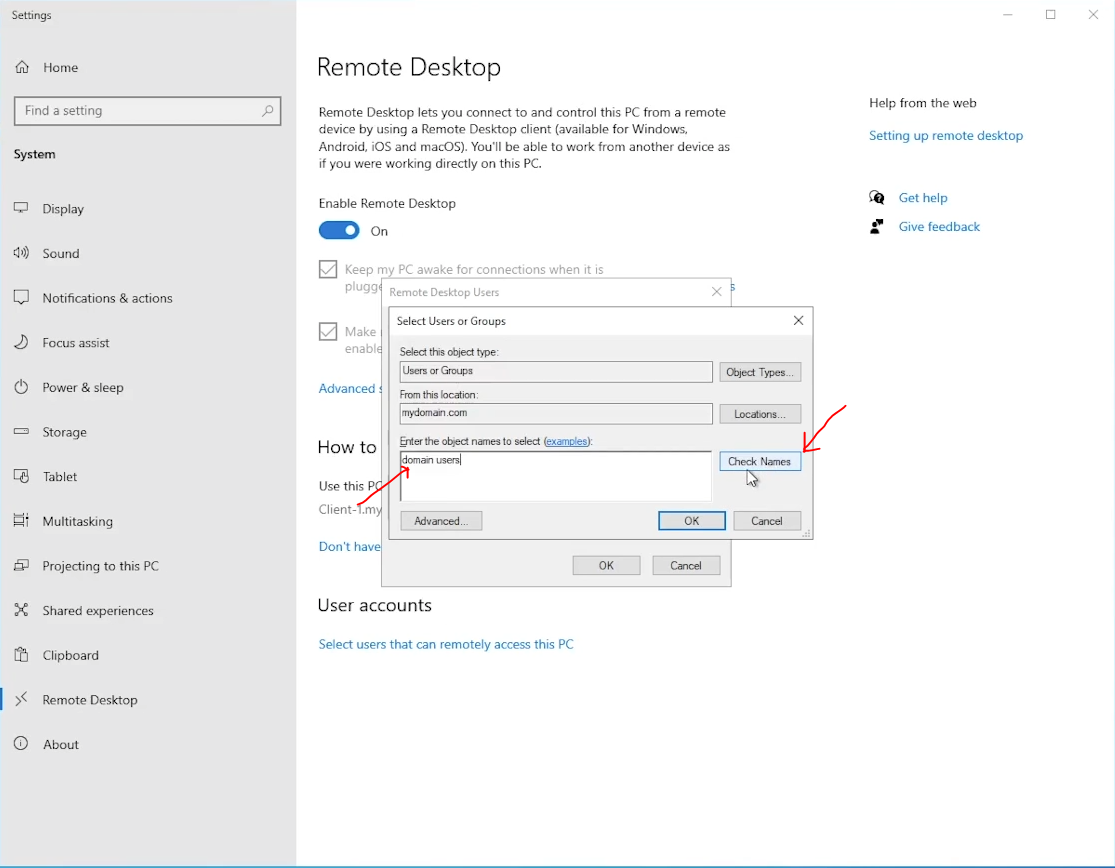 Settings
Home
Find a setting
System
Display
Sound
Notifications & actions
Focus assist
Power & sleep
Storage
Tablet
Multitasking
Projecting to this PC
Shared experiences
Clipboard
Remote Desktop
About
Remote Desktop
Remote Desktop lets you connect to and control this PC from a remote
device by using a Remote Desktop client (available for Windows,
Android, iOS and macOS). You'll be able to work from another device as
if you were working directly on this PC.
Enable Remote Desktop
On
Keep my PC awake for connections when it is
plugge
s
Make
enable
Advanced s
How to
Use this PC
Client-1.my
Don't have
Remote Desktop Users
Select Users or Groups
Select this object type:
Users or Groups
Object Types...
From this location:
mydomain.com
Locations...
Enter the object names to select (examples):
domain users
Check Names
Advanced...
OK
Cancel
OK
Cancel
User accounts
Select users that can remotely access this PC
Help from the web
Setting up remote desktop
Get help
Give feedback